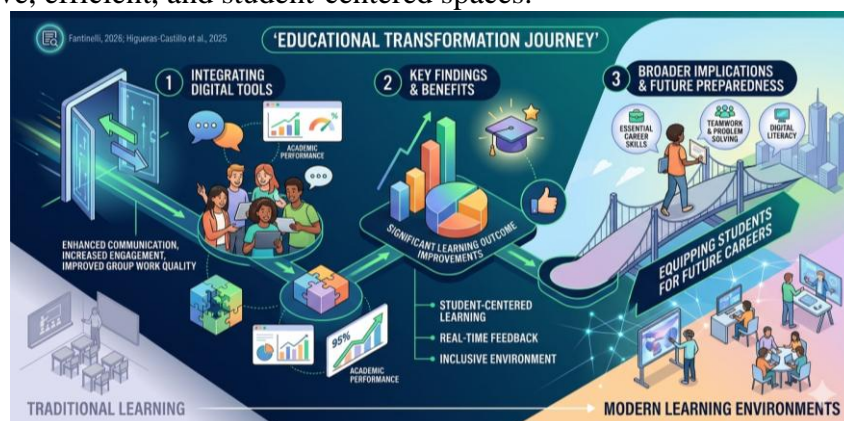 ve, efficient, and student-centered spaces.
Fantinelli, 2026; Higueras-Castillo et al., 2025
'EDUCATIONAL TRANSFORMATION JOURNEY'
1
INTEGRATING
DIGITAL TOOLS
ACADEMIC
PERFORMANCE
ENHANCED COMMUNICATION,
INCREASED ENGAGEMENT,
IMPROVED GROUP WORK QUALITY
95%
ACADEMIC
PERFORMANCE
2
KEY FINDINGS
& BENEFITS
SIGNIFICANT LEARNING OUTCOME
IMPROVEMENTS
STUDENT-CENTERED
LEARNING
REAL-TIME FEEDBACK
INCLUSIVE ENVIRONMENT
3
BROADER IMPLICATIONS
& FUTURE PREPAREDNESS
ESSENTIAL
CAREER
SKILLS
TEAMWORK
& PROBLEM
SOLVING
DIGITAL
LITERACY
EQUIPPING STUDENTS
FOR FUTURE CAREERS
TRADITIONAL LEARNING
MODERN LEARNING ENVIRONMENTS